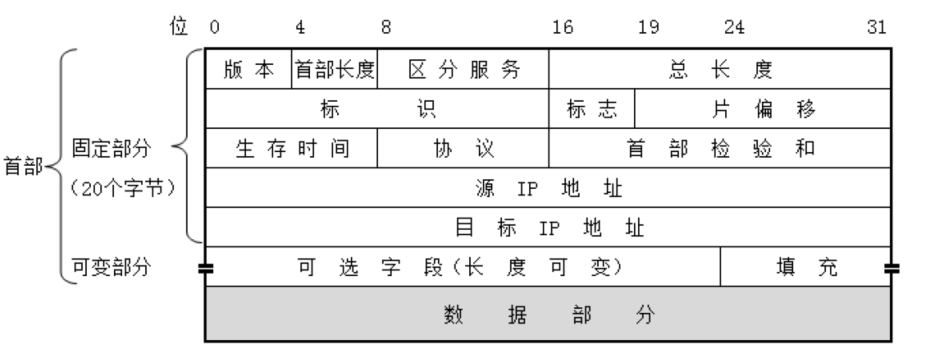 位 0 4 8 16 19 24 31
版本 首部长度 区分服务 总长度
标识 标志 片偏移
首部 固定部分 生存时间 协议 首部检验和
（20个字节） 源 IP 地址
目标 IP 地址
可变部分 可选字段(长度可变) 填充
数据部分